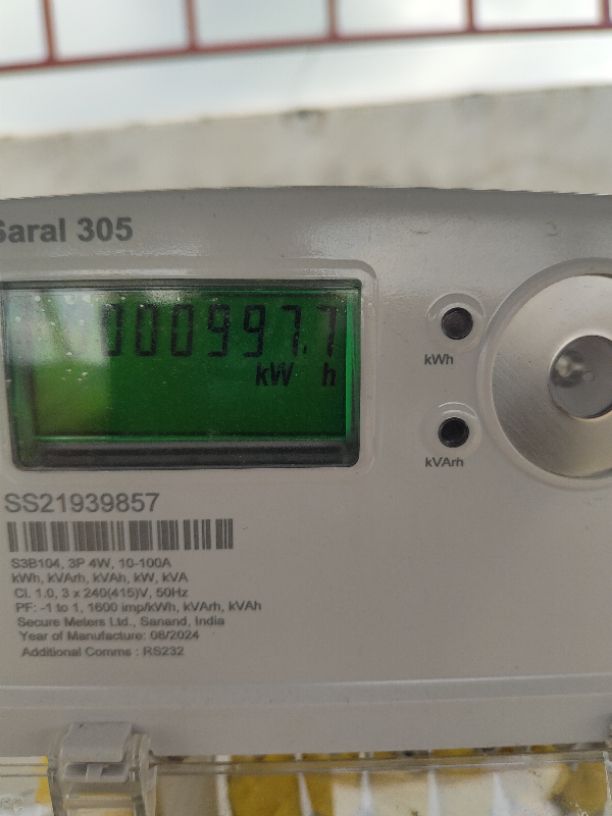 Saral 305
000997.7
kW h
kWh
kVArh
SS21939857
S3B104, 3P 4W, 10-100A
kWh, kVArh, kVAh, kW, kVA
Cl. 1.0, 3 x 240(415)V, 50Hz
PF: -1 to 1, 1600 imp/kWh, kVArh, kVAh
Secure Meters Ltd., Sanand, India
Year of Manufacture: 08/2024
Additional Comms : RS232